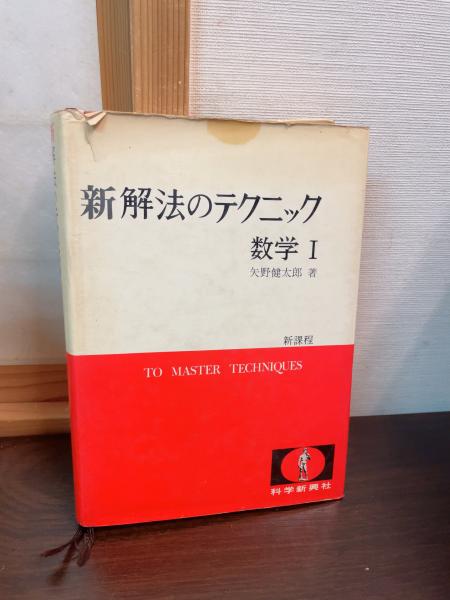 新解法のテクニック
数学 I
矢野健太郎 著
新課程
TO MASTER TECHNIQUES
科学新興社